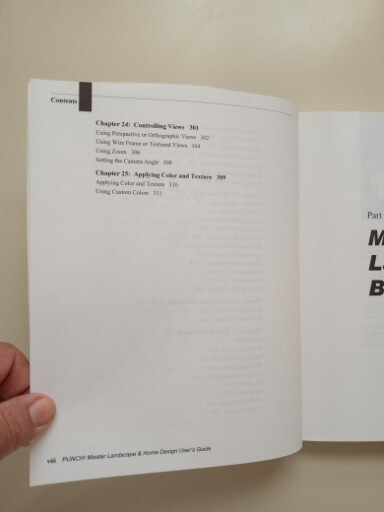 Contents
Chapter 24: Controlling Views 301
Using Perspective or Orthographic Views 302
Using Wire Frame or Textured Views 304
Using Zoom 306
Setting the Camera Angle 308
Chapter 25: Applying Color and Texture 309
Applying Color and Texture 310
Using Custom Colors 311
viii PUNCH! Master Landscape & Home Design User's Guide
Part
M
La
B